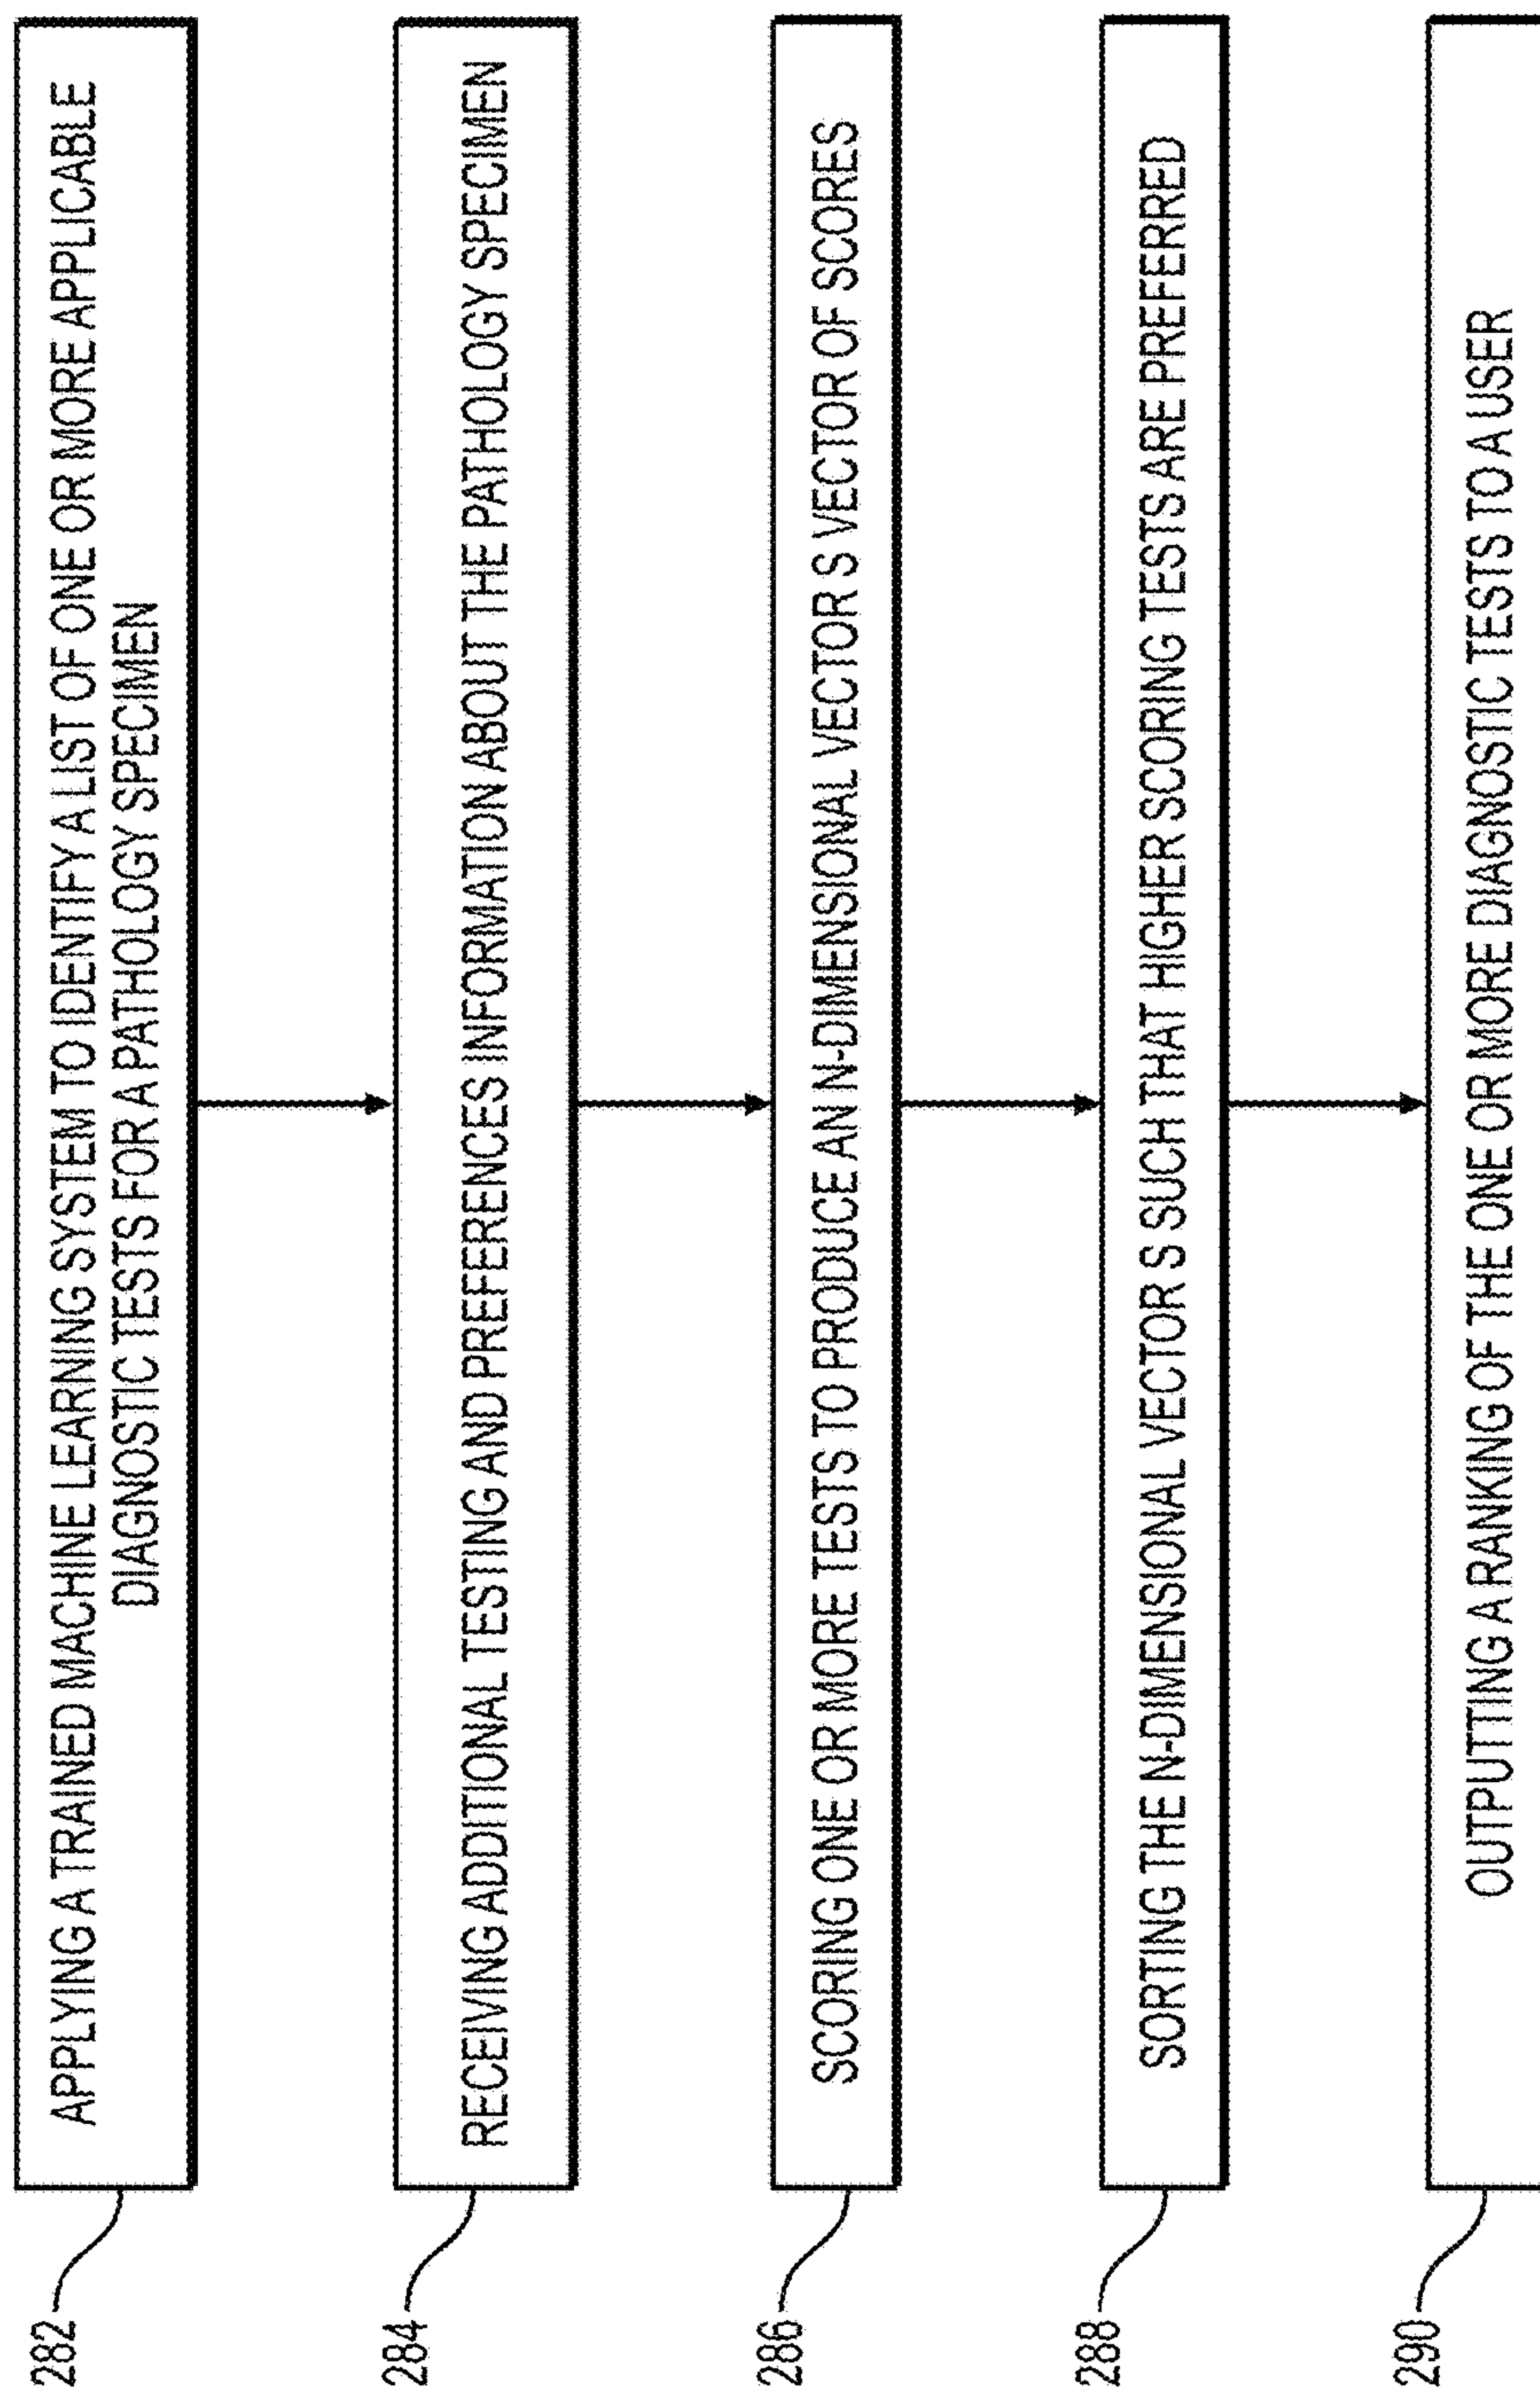 282
APPLYING A TRAINED MACHINE LEARNING SYSTEM TO IDENTIFY A LIST OF ONE OR MORE APPLICABLE
DIAGNOSTIC TESTS FOR A PATHOLOGY SPECIMEN
284
RECEIVING ADDITIONAL TESTING AND PREFERENCES INFORMATION ABOUT THE PATHOLOGY SPECIMEN
286
SCORING ONE OR MORE TESTS TO PRODUCE AN N-DIMENSIONAL VECTOR S VECTOR OF SCORES
288
SORTING THE N-DIMENSIONAL VECTOR S SUCH THAT HIGHER SCORING TESTS ARE PREFERRED
290
OUTPUTTING A RANKING OF THE ONE OR MORE DIAGNOSTIC TESTS TO A USER